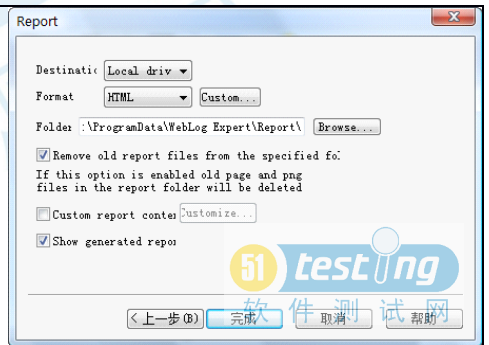 Report
Destinatic Local driv
Format HTML Custom...
Folder :\ProgramData\WebLog Expert\Report\ Browse...
Remove old report files from the specified fo
If this option is enabled old page and png
files in the report folder will be deleted
Custom report conter Customize...
Show generated repor
51 testing
软件测试网
<上一步(B) 完成 取消 帮助